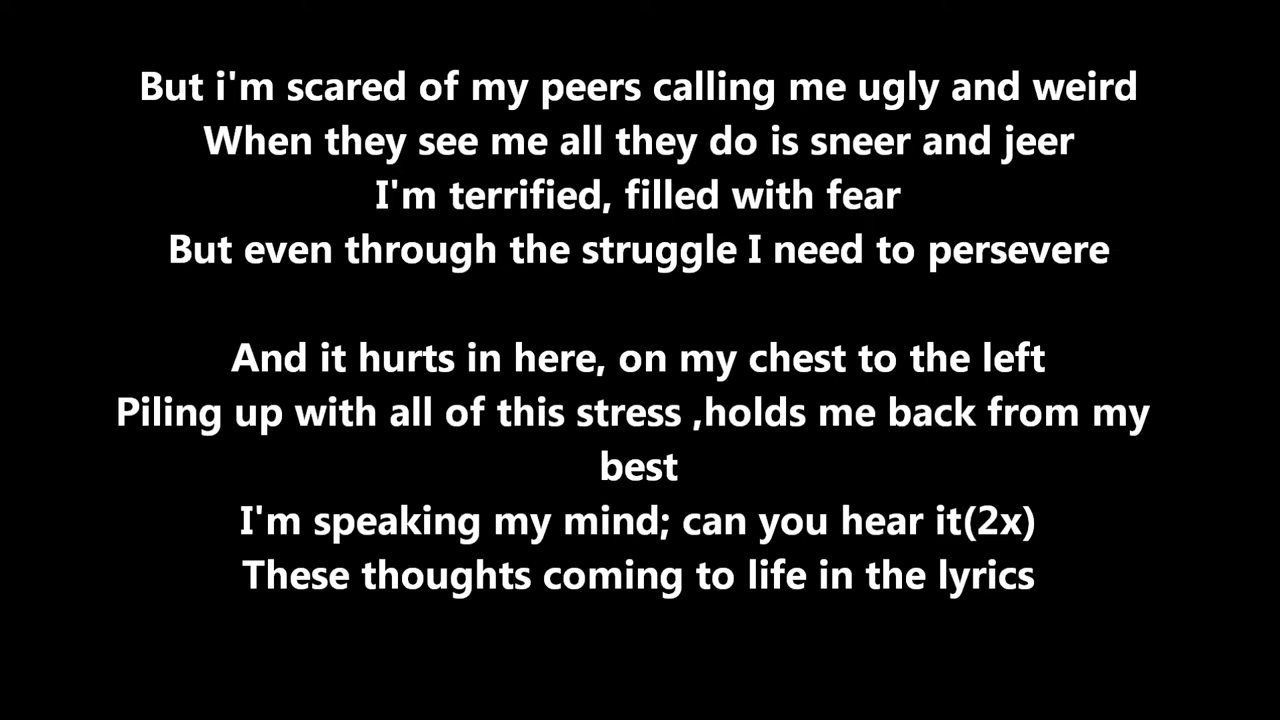 But i'm scared of my peers calling me ugly and weird
When they see me all they do is sneer and jeer
I'm terrified, filled with fear
But even through the struggle I need to persevere
And it hurts in here, on my chest to the left
Piling up with all of this stress ,holds me back from my
best
I'm speaking my mind; can you hear it(2x)
These thoughts coming to life in the lyrics